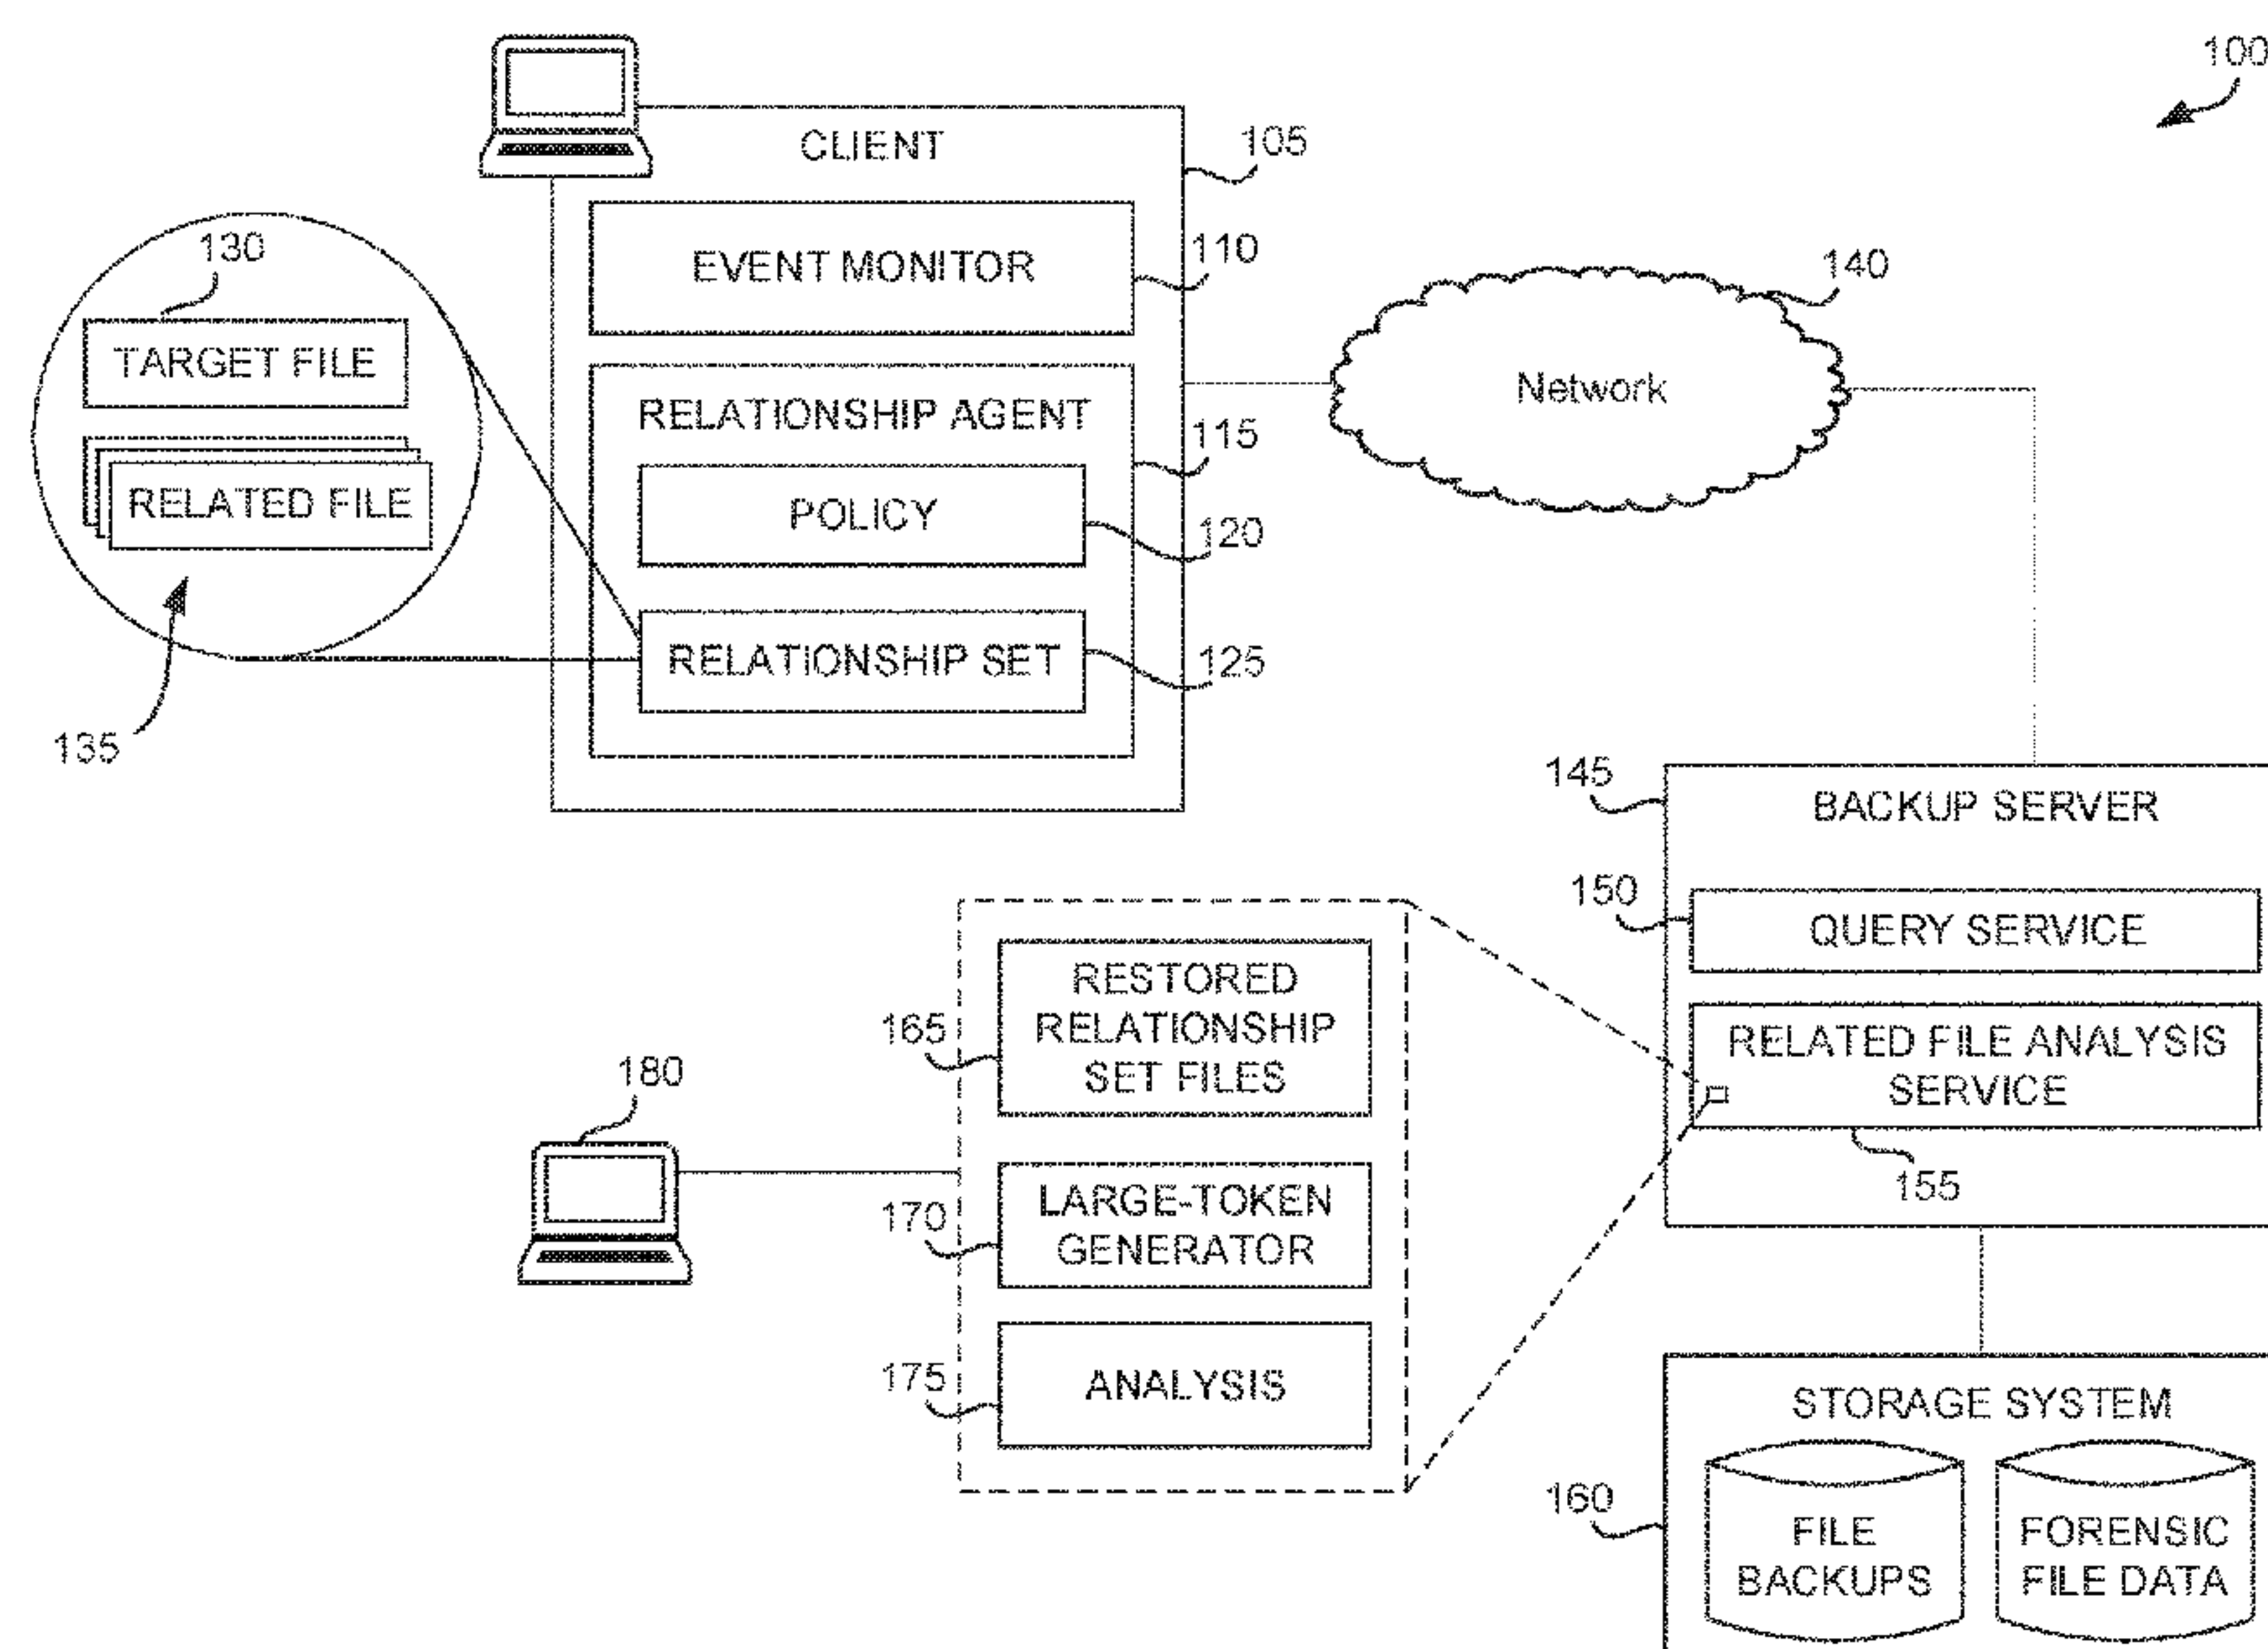 100
CLIENT
105
EVENT MONITOR
110
130
TARGET FILE
RELATED FILE
135
RELATIONSHIP AGENT
115
POLICY
120
RELATIONSHIP SET
125
140
Network
145
BACKUP SERVER
150
QUERY SERVICE
RELATED FILE ANALYSIS
SERVICE
155
165
RESTORED
RELATIONSHIP
SET FILES
180
170
LARGE-TOKEN
GENERATOR
175
ANALYSIS
160
STORAGE SYSTEM
FILE
BACKUPS
FORENSIC
FILE DATA